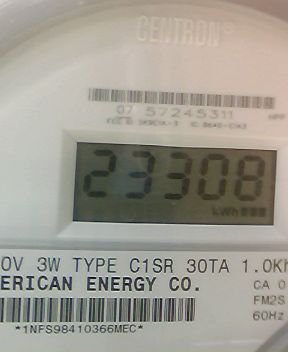 CENTRON®
07 57245311
23308
kWh
0V 3W TYPE C1SR 30TA 1.0Kh
ERICAN ENERGY CO.
CA 0
FM2S
60Hz
*1NFS98410366MEC*